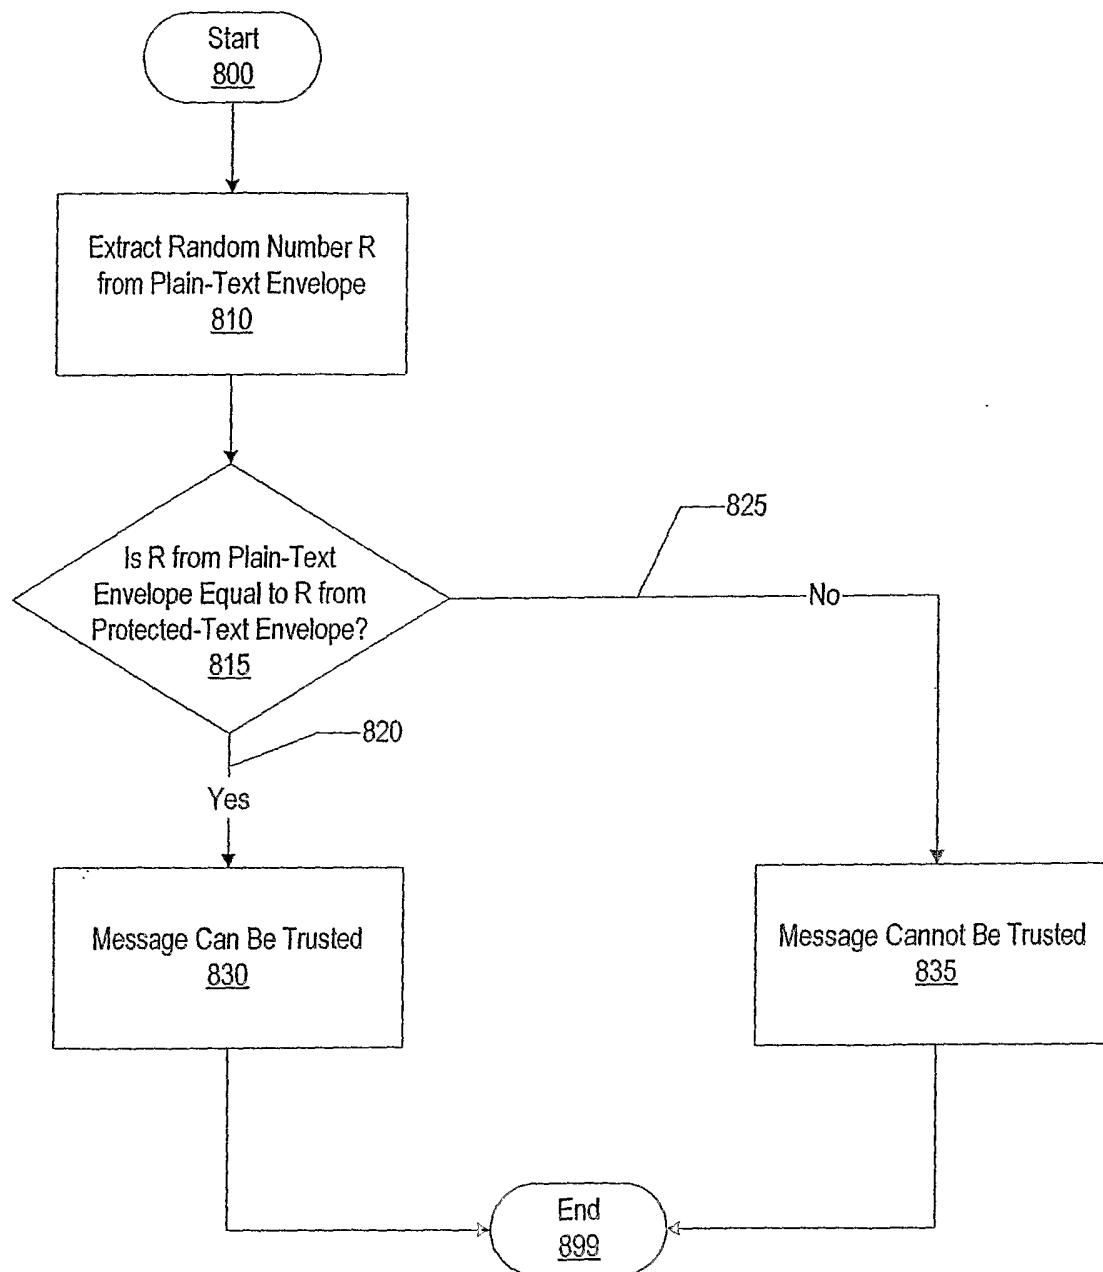 Start
800
Extract Random Number R
from Plain-Text Envelope
810
Is R from Plain-Text
Envelope Equal to R from
Protected-Text Envelope?
815
825
No
820
Yes
Message Can Be Trusted
830
Message Cannot Be Trusted
835
End
899